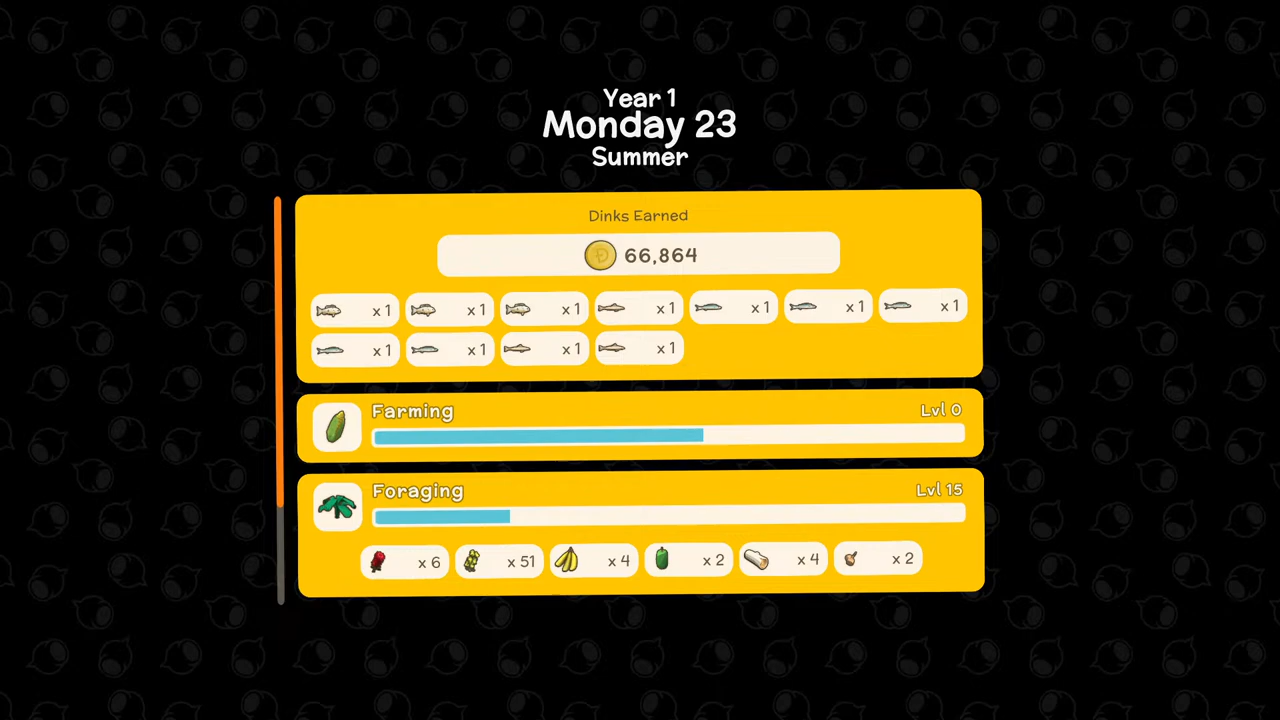 Year 1
Monday 23
Summer
Dinks Earned
66,864
x 1 x 1 x 1 x 1 x 1 x 1 x 1
x 1 x 1 x 1 x 1
Farming Lvl 0
Foraging Lvl 15
x 6 x 51 x 4 x 2 x 4 x 2